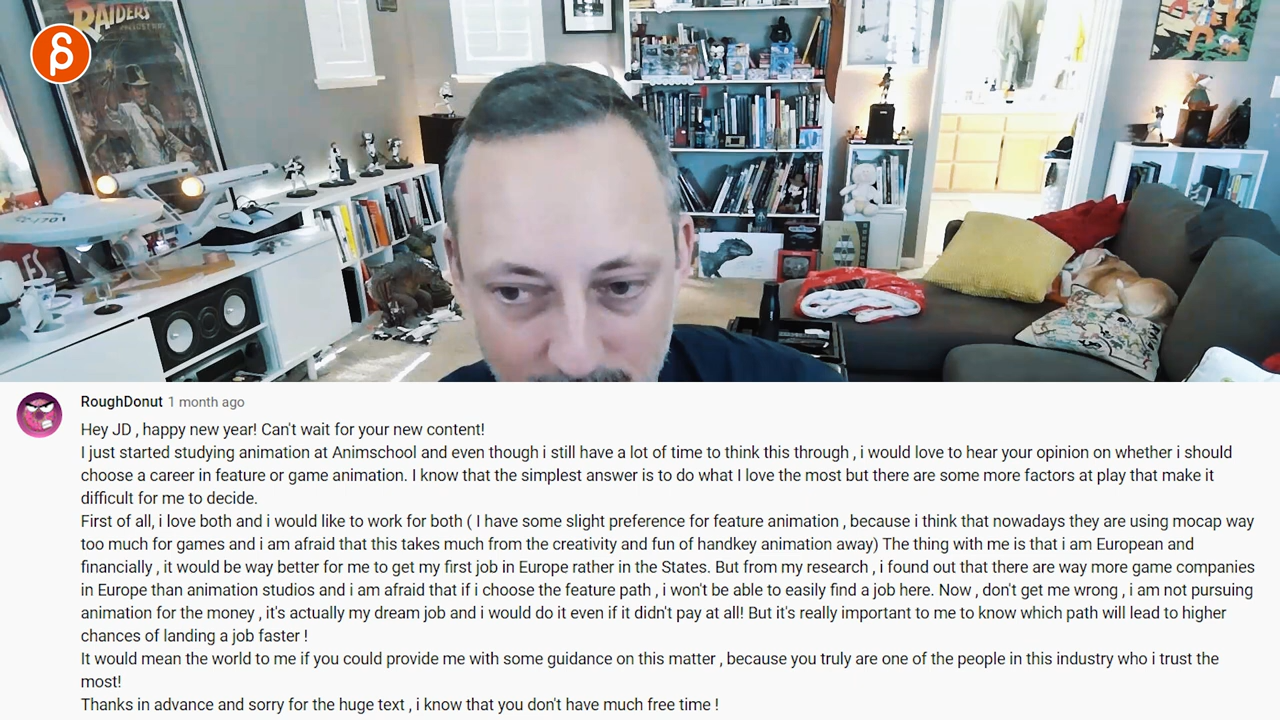 RAIDERS
RoughDonut 1 month ago
Hey JD , happy new year! Can't wait for your new content!
I just started studying animation at Animschool and even though i still have a lot of time to think this through , i would love to hear your opinion on whether i should
choose a career in feature or game animation. I know that the simplest answer is to do what I love the most but there are some more factors at play that make it
difficult for me to decide.
First of all, i love both and i would like to work for both ( I have some slight preference for feature animation , because i think that nowadays they are using mocap way
too much for games and i am afraid that this takes much from the creativity and fun of handkey animation away) The thing with me is that i am European and
financially , it would be way better for me to get my first job in Europe rather in the States. But from my research , i found out that there are way more game companies
in Europe than animation studios and i am afraid that if i choose the feature path , i won't be able to easily find a job here. Now , don't get me wrong , i am not pursuing
animation for the money , it's actually my dream job and i would do it even if it didn't pay at all! But it's really important to me to know which path will lead to higher
chances of landing a job faster !
It would mean the world to me if you could provide me with some guidance on this matter , because you truly are one of the people in this industry who i trust the
most!
Thanks in advance and sorry for the huge text , i know that you don't have much free time !